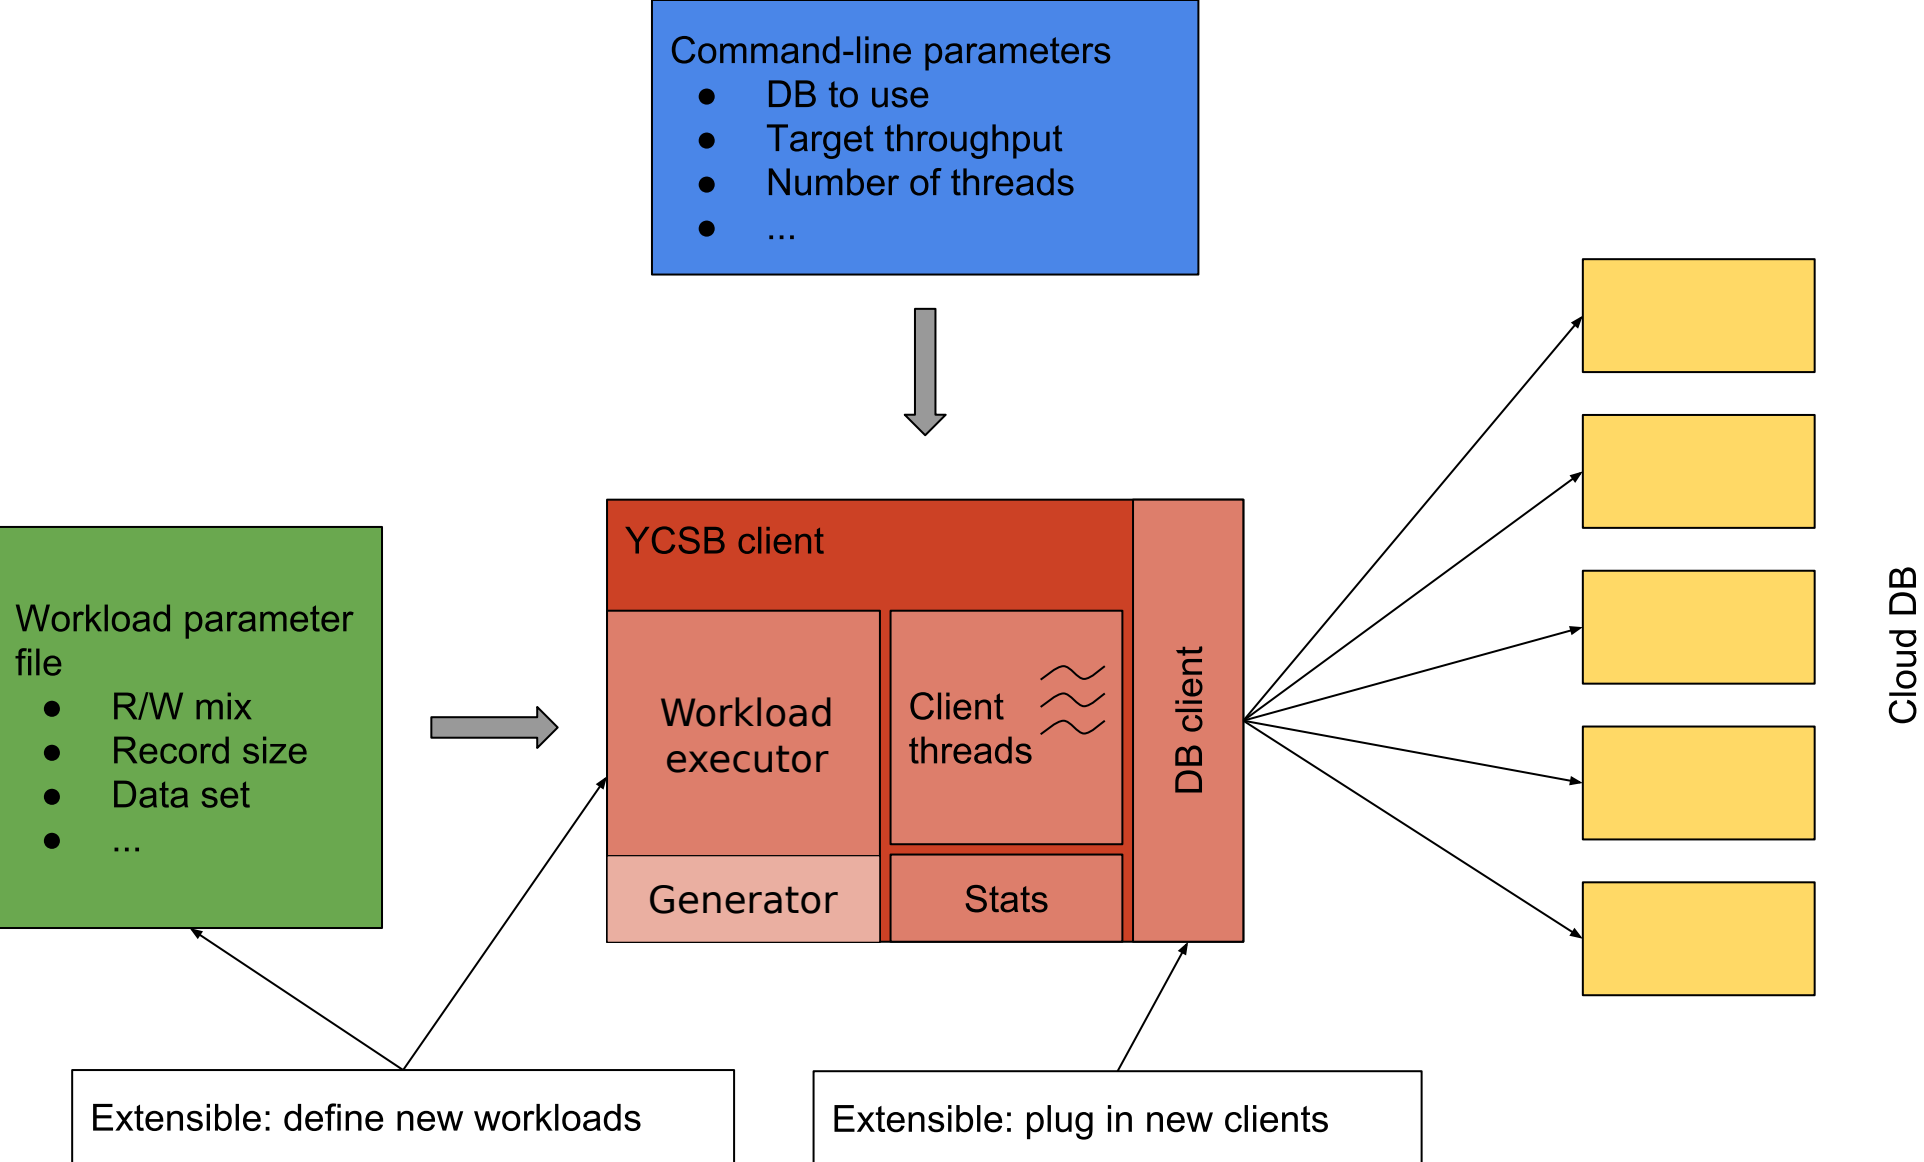 Command-line parameters
● DB to use
● Target throughput
● Number of threads
● ...
Workload parameter
file
● R/W mix
● Record size
● Data set
● ...
YCSB client
Workload
executor
Generator
Client
threads
Stats
DB client
Cloud DB
Extensible: define new workloads
Extensible: plug in new clients